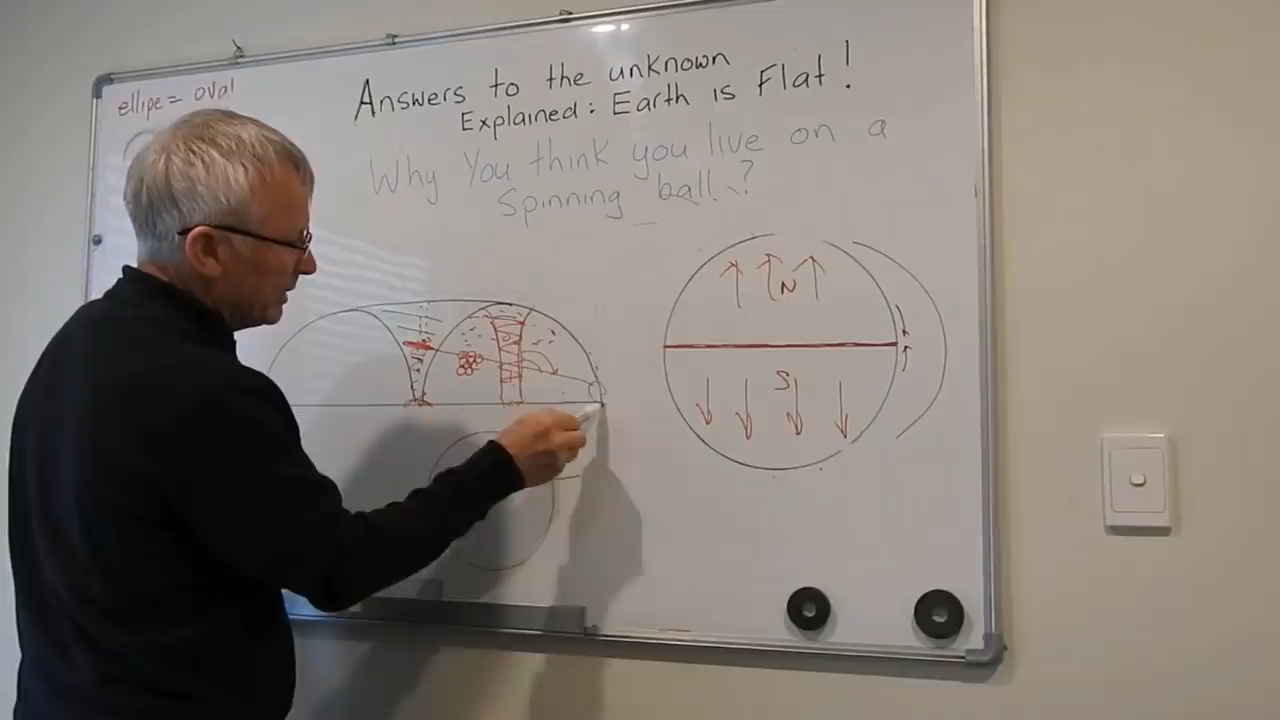 ellipe = oval
Answers to the unknown
Explained: Earth is Flat!
Why You think you live on a
Spinning ball.?
N
S